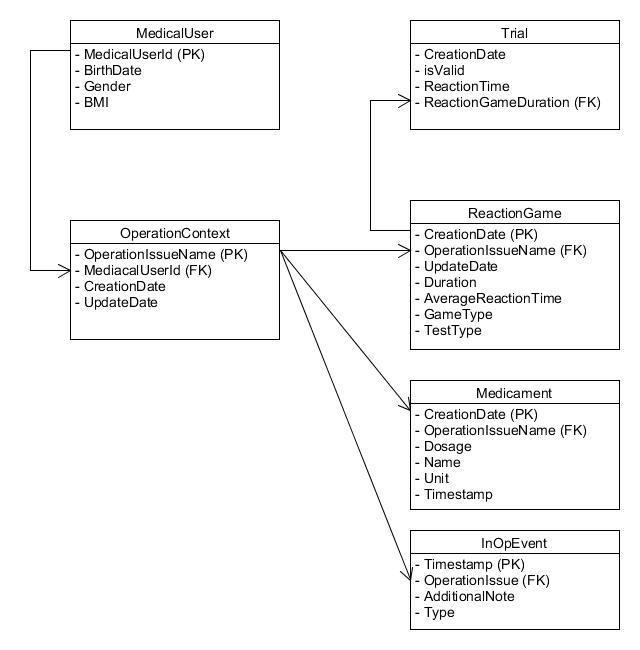 MedicalUser
- MedicalUserId (PK)
- BirthDate
- Gender
- BMI
Trial
- CreationDate
- isValid
- ReactionTime
- ReactionGameDuration (FK)
OperationContext
- OperationIssueName (PK)
- MediacalUserId (FK)
- CreationDate
- UpdateDate
ReactionGame
- CreationDate (PK)
- OperationIssueName (FK)
- UpdateDate
- Duration
- AverageReactionTime
- GameType
- TestType
Medicament
- CreationDate (PK)
- OperationIssueName (FK)
- Dosage
- Name
- Unit
- Timestamp
InOpEvent
- Timestamp (PK)
- OperationIssue (FK)
- AdditionalNote
- Type